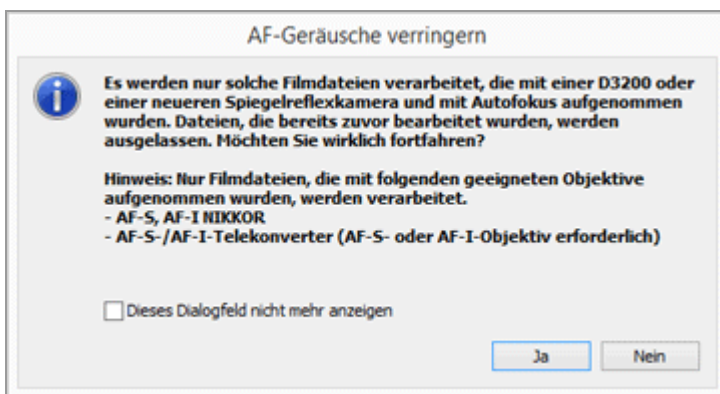 AF-Geräusche verringern
Es werden nur solche Filmdateien verarbeitet, die mit einer D3200 oder
einer neueren Spiegelreflexkamera und mit Autofokus aufgenommen
wurden. Dateien, die bereits zuvor bearbeitet wurden, werden
ausgelassen. Möchten Sie wirklich fortfahren?
Hinweis: Nur Filmdateien, die mit folgenden geeigneten Objektive
aufgenommen wurden, werden verarbeitet.
- AF-S, AF-I NIKKOR
- AF-S-/AF-I-Telekonverter (AF-S- oder AF-I-Objektiv erforderlich)
Dieses Dialogfeld nicht mehr anzeigen
Ja Nein